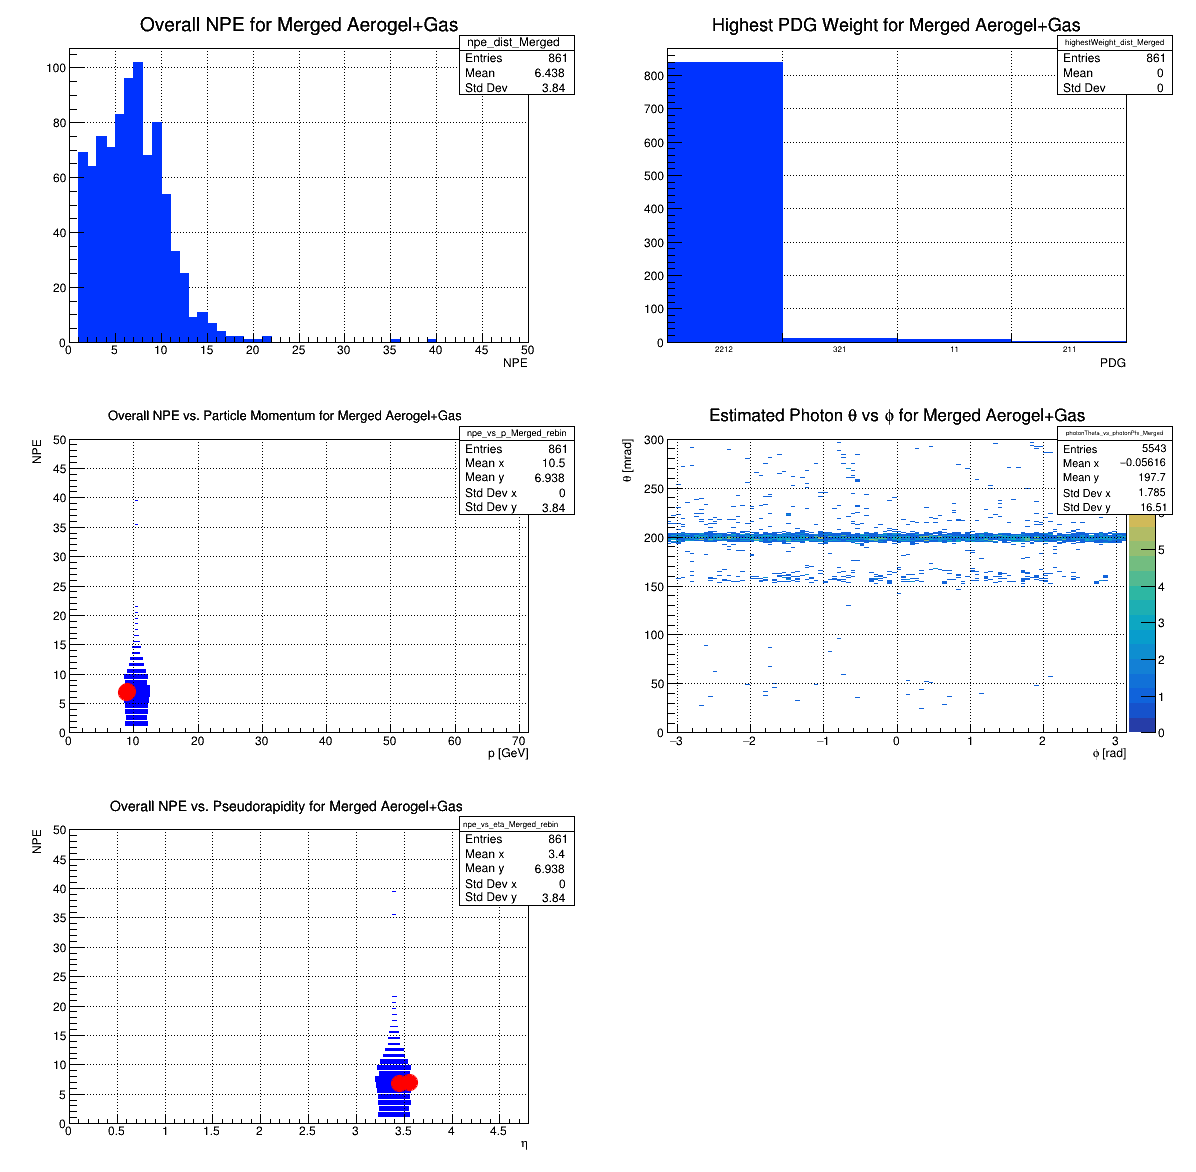 Overall NPE for Merged Aerogel+Gas
npe_dist_Merged
Entries 861
Mean 6.438
Std Dev 3.84
100
80
60
40
20
0
0 5 10 15 20 25 30 35 40 45 50
NPE
Highest PDG Weight for Merged Aerogel+Gas
highestWeight_dist_Merged
Entries 861
Mean 0
Std Dev 0
800
700
600
500
400
300
200
100
0
2212 321 11 211
PDG
Overall NPE vs. Particle Momentum for Merged Aerogel+Gas
npe_vs_p_Merged_rebin
Entries 861
Mean x 10.5
Mean y 6.938
Std Dev x 0
Std Dev y 3.84
NPE
50
45
40
35
30
25
20
15
10
5
0
0 10 20 30 40 50 60 70
p [GeV]
Estimated Photon θ vs ϕ for Merged Aerogel+Gas
photonTheta_vs_photonPhi_Merged
Entries 5543
Mean x −0.05616
Mean y 197.7
Std Dev x 1.785
Std Dev y 16.51
θ [mrad]
300
250
200
150
100
50
0
−3 −2 −1 0 1 2 3
ϕ [rad]
5
4
3
2
1
0
Overall NPE vs. Pseudorapidity for Merged Aerogel+Gas
npe_vs_eta_Merged_rebin
Entries 861
Mean x 3.4
Mean y 6.938
Std Dev x 0
Std Dev y 3.84
NPE
50
45
40
35
30
25
20
15
10
5
0
0 0.5 1 1.5 2 2.5 3 3.5 4 4.5
η